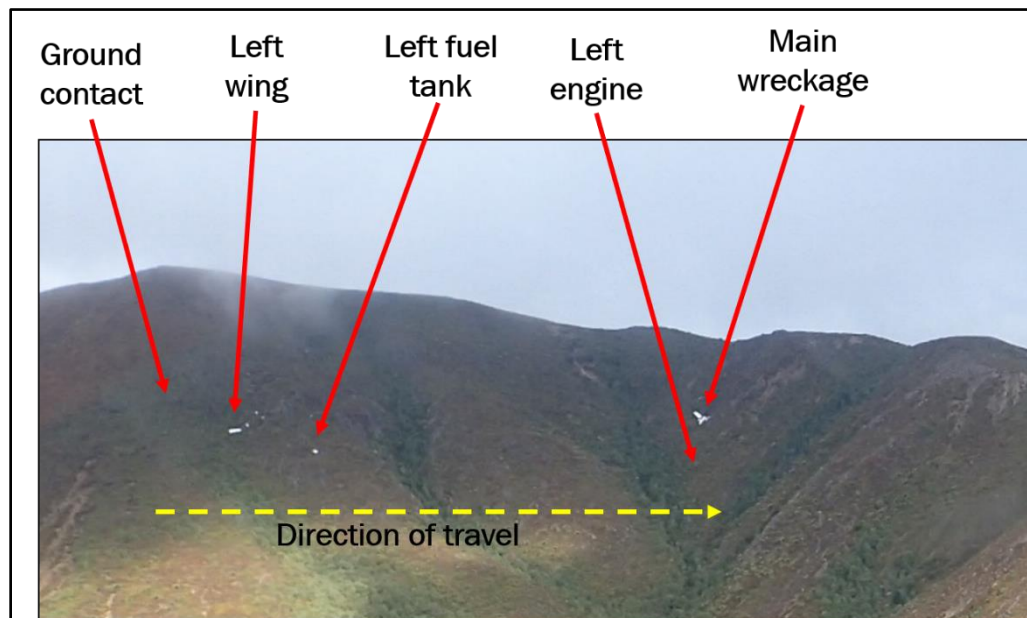 Ground
contact
Left
wing
Left fuel
tank
Left
engine
Main
wreckage
Direction of travel